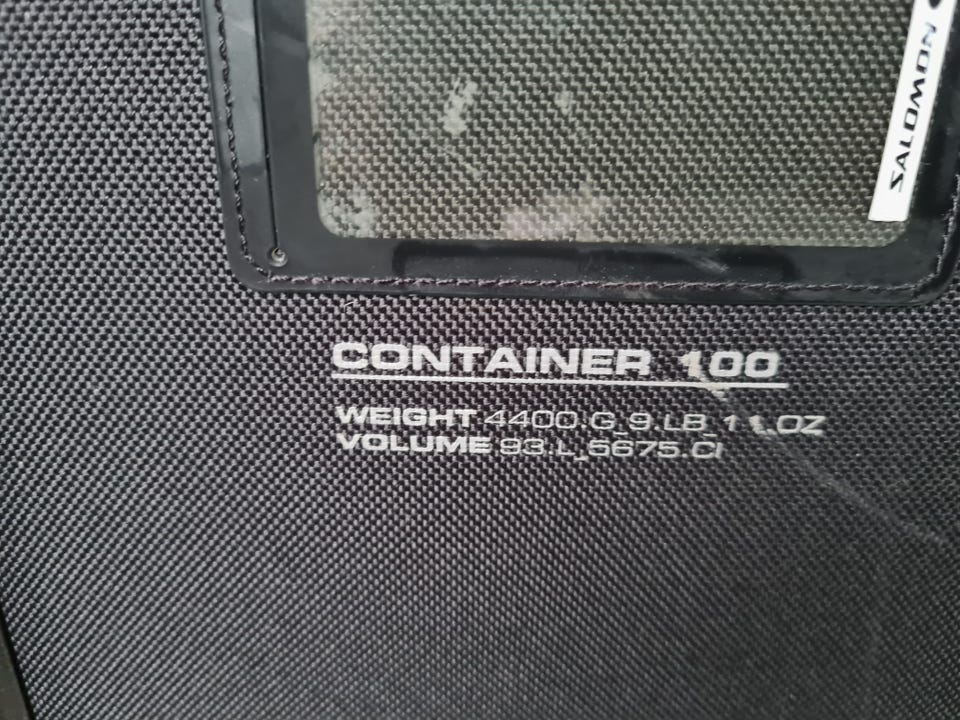 SALOMON
CONTAINER 100
WEIGHT 4400.G_9.LB_11.OZ
VOLUME 93.L_5675.CI